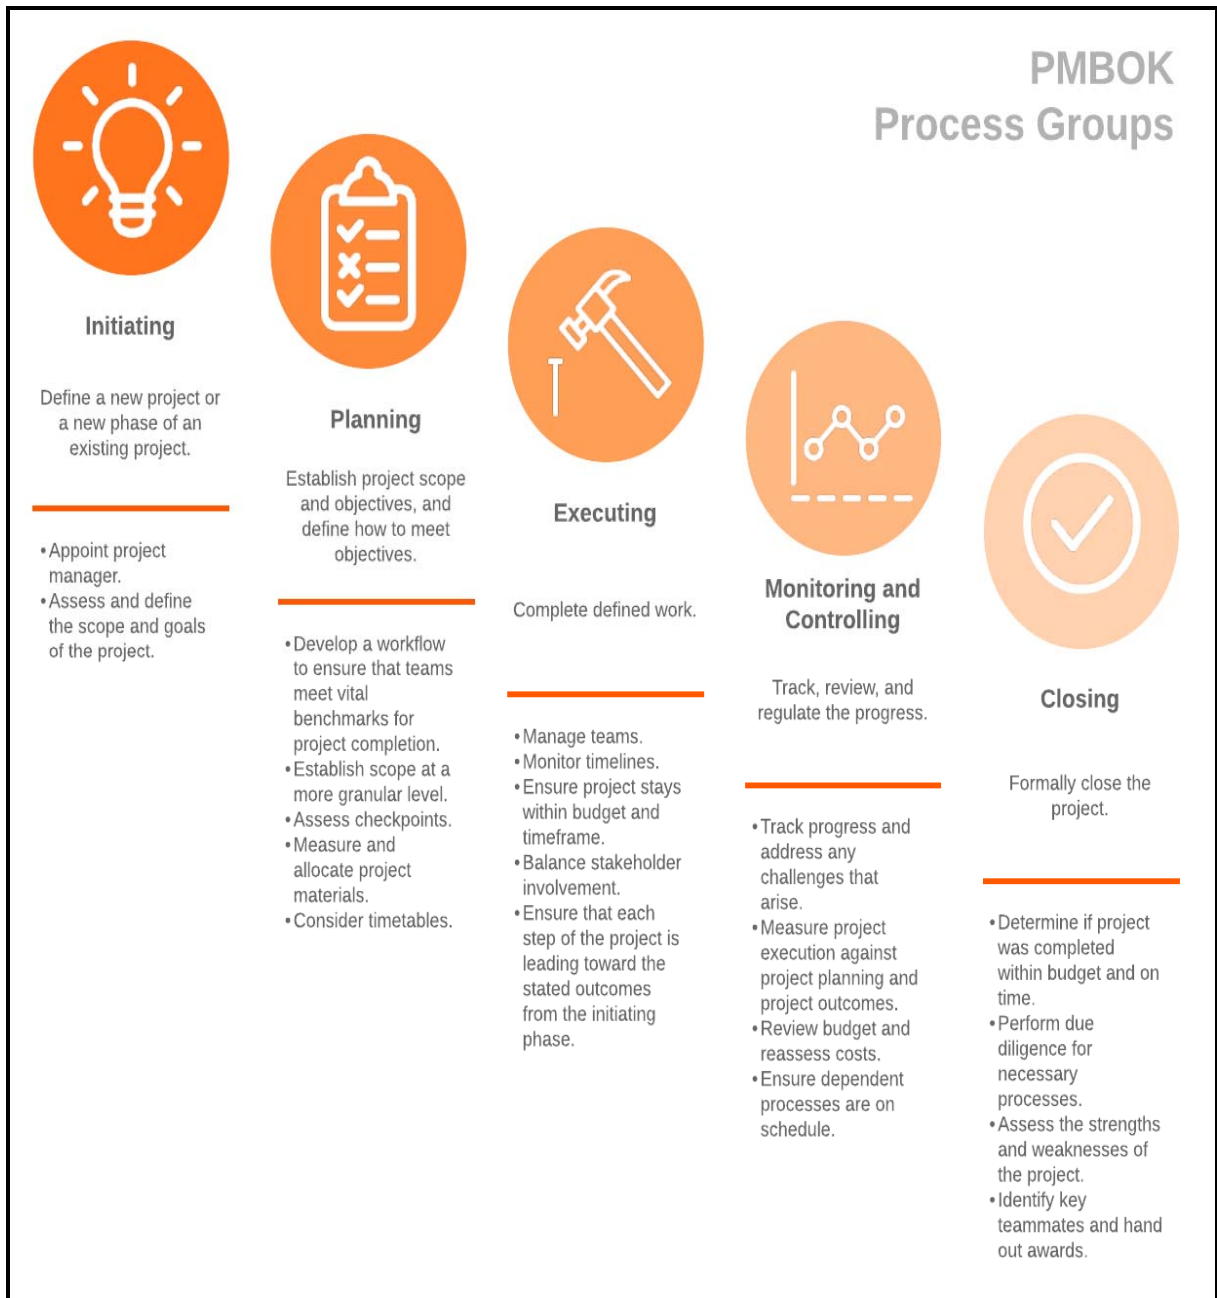 PMBOK
Process Groups
Initiating
Define a new project or
a new phase of an
existing project.
•Appoint project
manager.
•Assess and define
the scope and goals
of the project.
Planning
Establish project scope
and objectives, and
define how to meet
objectives.
•Develop a workflow
to ensure that teams
meet vital
benchmarks for
project completion.
•Establish scope at a
more granular level.
•Assess checkpoints.
•Measure and
allocate project
materials.
•Consider timetables.
Executing
Complete defined work.
•Manage teams.
•Monitor timelines.
•Ensure project stays
within budget and
timeframe.
•Balance stakeholder
involvement.
•Ensure that each
step of the project is
leading toward the
stated outcomes
from the initiating
phase.
Monitoring and
Controlling
Track, review, and
regulate the progress.
•Track progress and
address any
challenges that
arise.
•Measure project
execution against
project planning and
project outcomes.
•Review budget and
reassess costs.
•Ensure dependent
processes are on
schedule.
Closing
Formally close the
project.
•Determine if project
was completed
within budget and on
time.
•Perform due
diligence for
necessary
processes.
•Assess the strengths
and weaknesses of
the project.
•Identify key
teammates and hand
out awards.